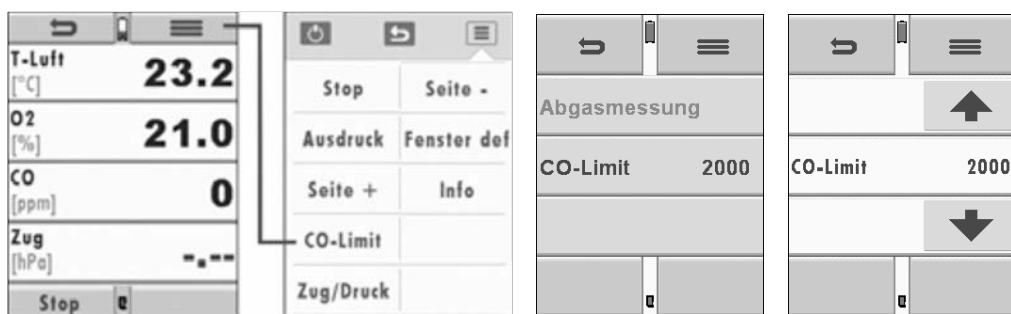 T-Luft
[°C]
23.2
O2
[%]
21.0
CO
[ppm]
0
Zug
[hPa]
-.--
Stop
Stop
Seite -
Ausdruck
Fenster def
Seite +
Info
CO-Limit
Zug/Druck
Abgasmessung
CO-Limit 2000
CO-Limit 2000